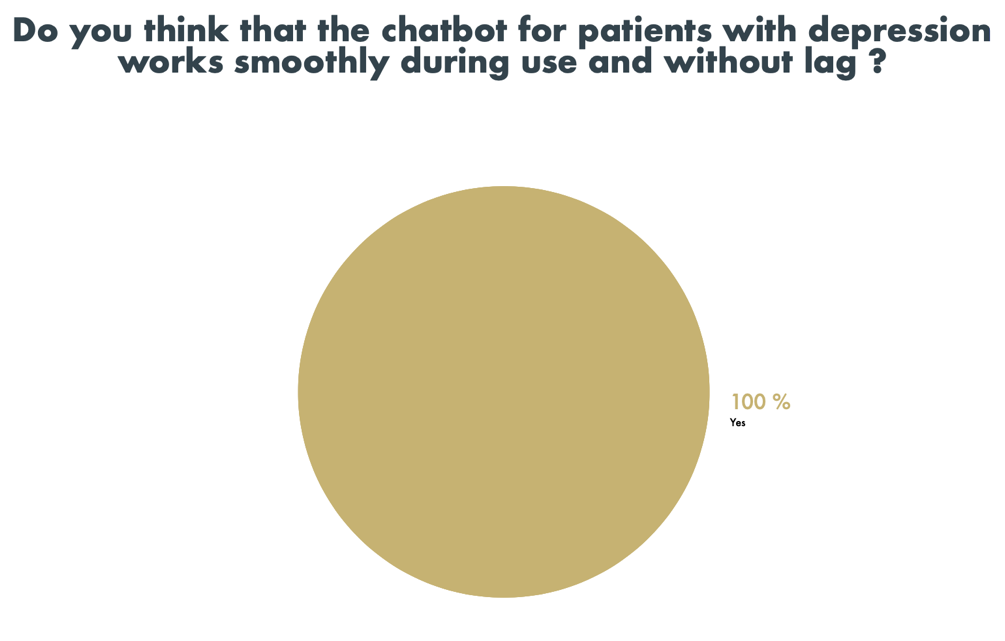 Do you think that the chatbot for patients with depression
works smoothly during use and without lag ?
100 %
Yes